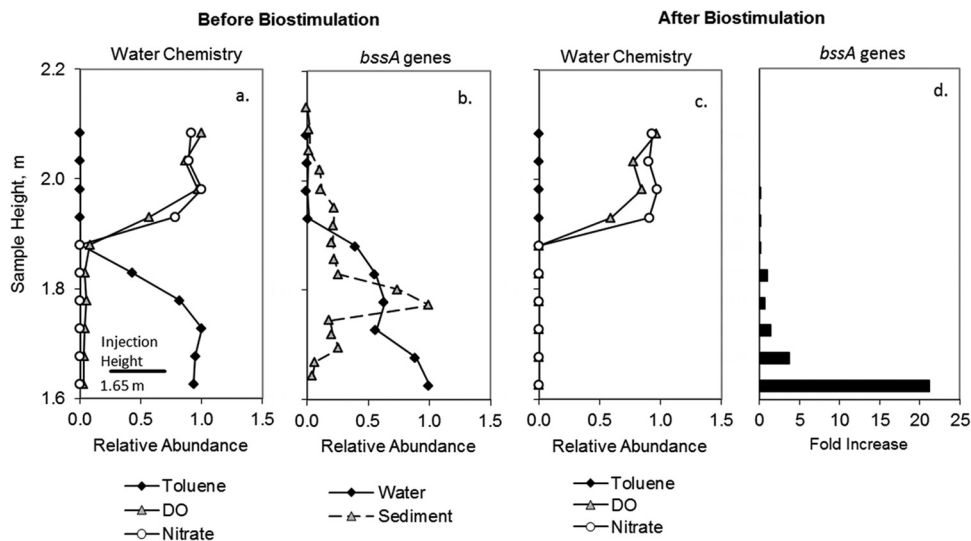 Before Biostimulation
After Biostimulation
Water Chemistry
bssA genes
Water Chemistry
bssA genes
a.
b.
c.
d.
Sample Height, m
2.2
2.0
1.8
1.6
Injection
Height
1.65 m
0.0 0.5 1.0 1.5
0.0 0.5 1.0 1.5
0.0 0.5 1.0 1.5
0 5 10 15 20 25
Relative Abundance
Relative Abundance
Relative Abundance
Fold Increase
Toluene
DO
Nitrate
Water
Sediment
Toluene
DO
Nitrate